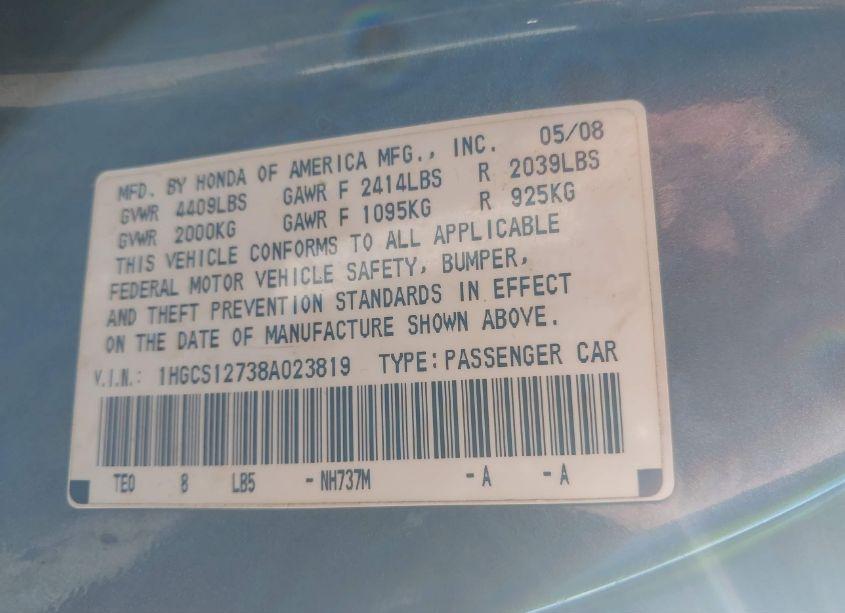 MFD. BY HONDA OF AMERICA MFG., INC. 05/08
GVWR 4409LBS GAWR F 2414LBS R 2039LBS
GVWR 2000KG GAWR F 1095KG R 925KG
THIS VEHICLE CONFORMS TO ALL APPLICABLE
FEDERAL MOTOR VEHICLE SAFETY, BUMPER,
AND THEFT PREVENTION STANDARDS IN EFFECT
ON THE DATE OF MANUFACTURE SHOWN ABOVE.
V.I.N.: 1HGCS12738A023819 TYPE:PASSENGER CAR
TE0 8 LB5 -NH737M -A -A